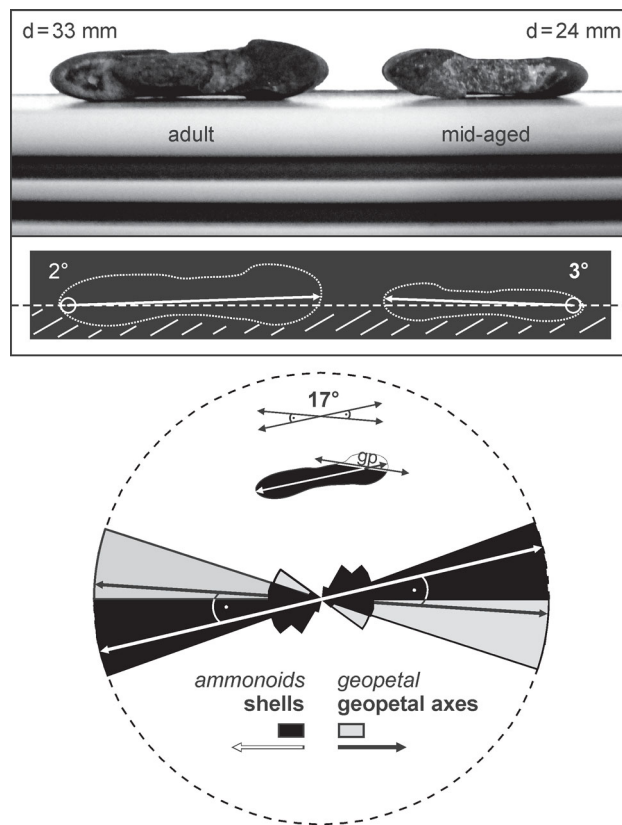 d = 33 mm
d = 24 mm
adult
mid-aged
2°
3°
17°
gp
ammonoids
shells
geopetal
geopetal axes